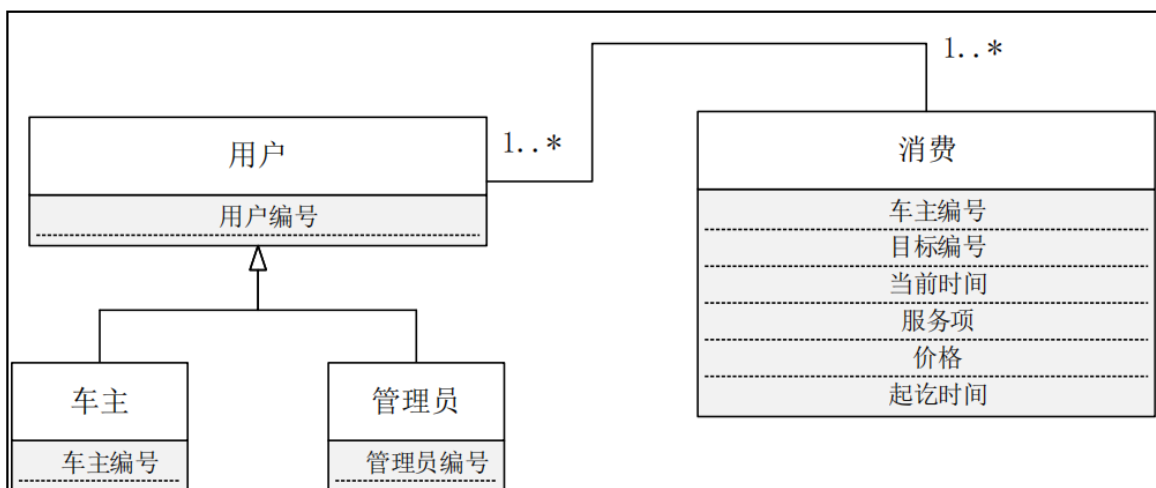 1..*
用户
1..*
消费
用户编号
车主编号
目标编号
当前时间
服务项
价格
起讫时间
车主
管理员
车主编号
管理员编号